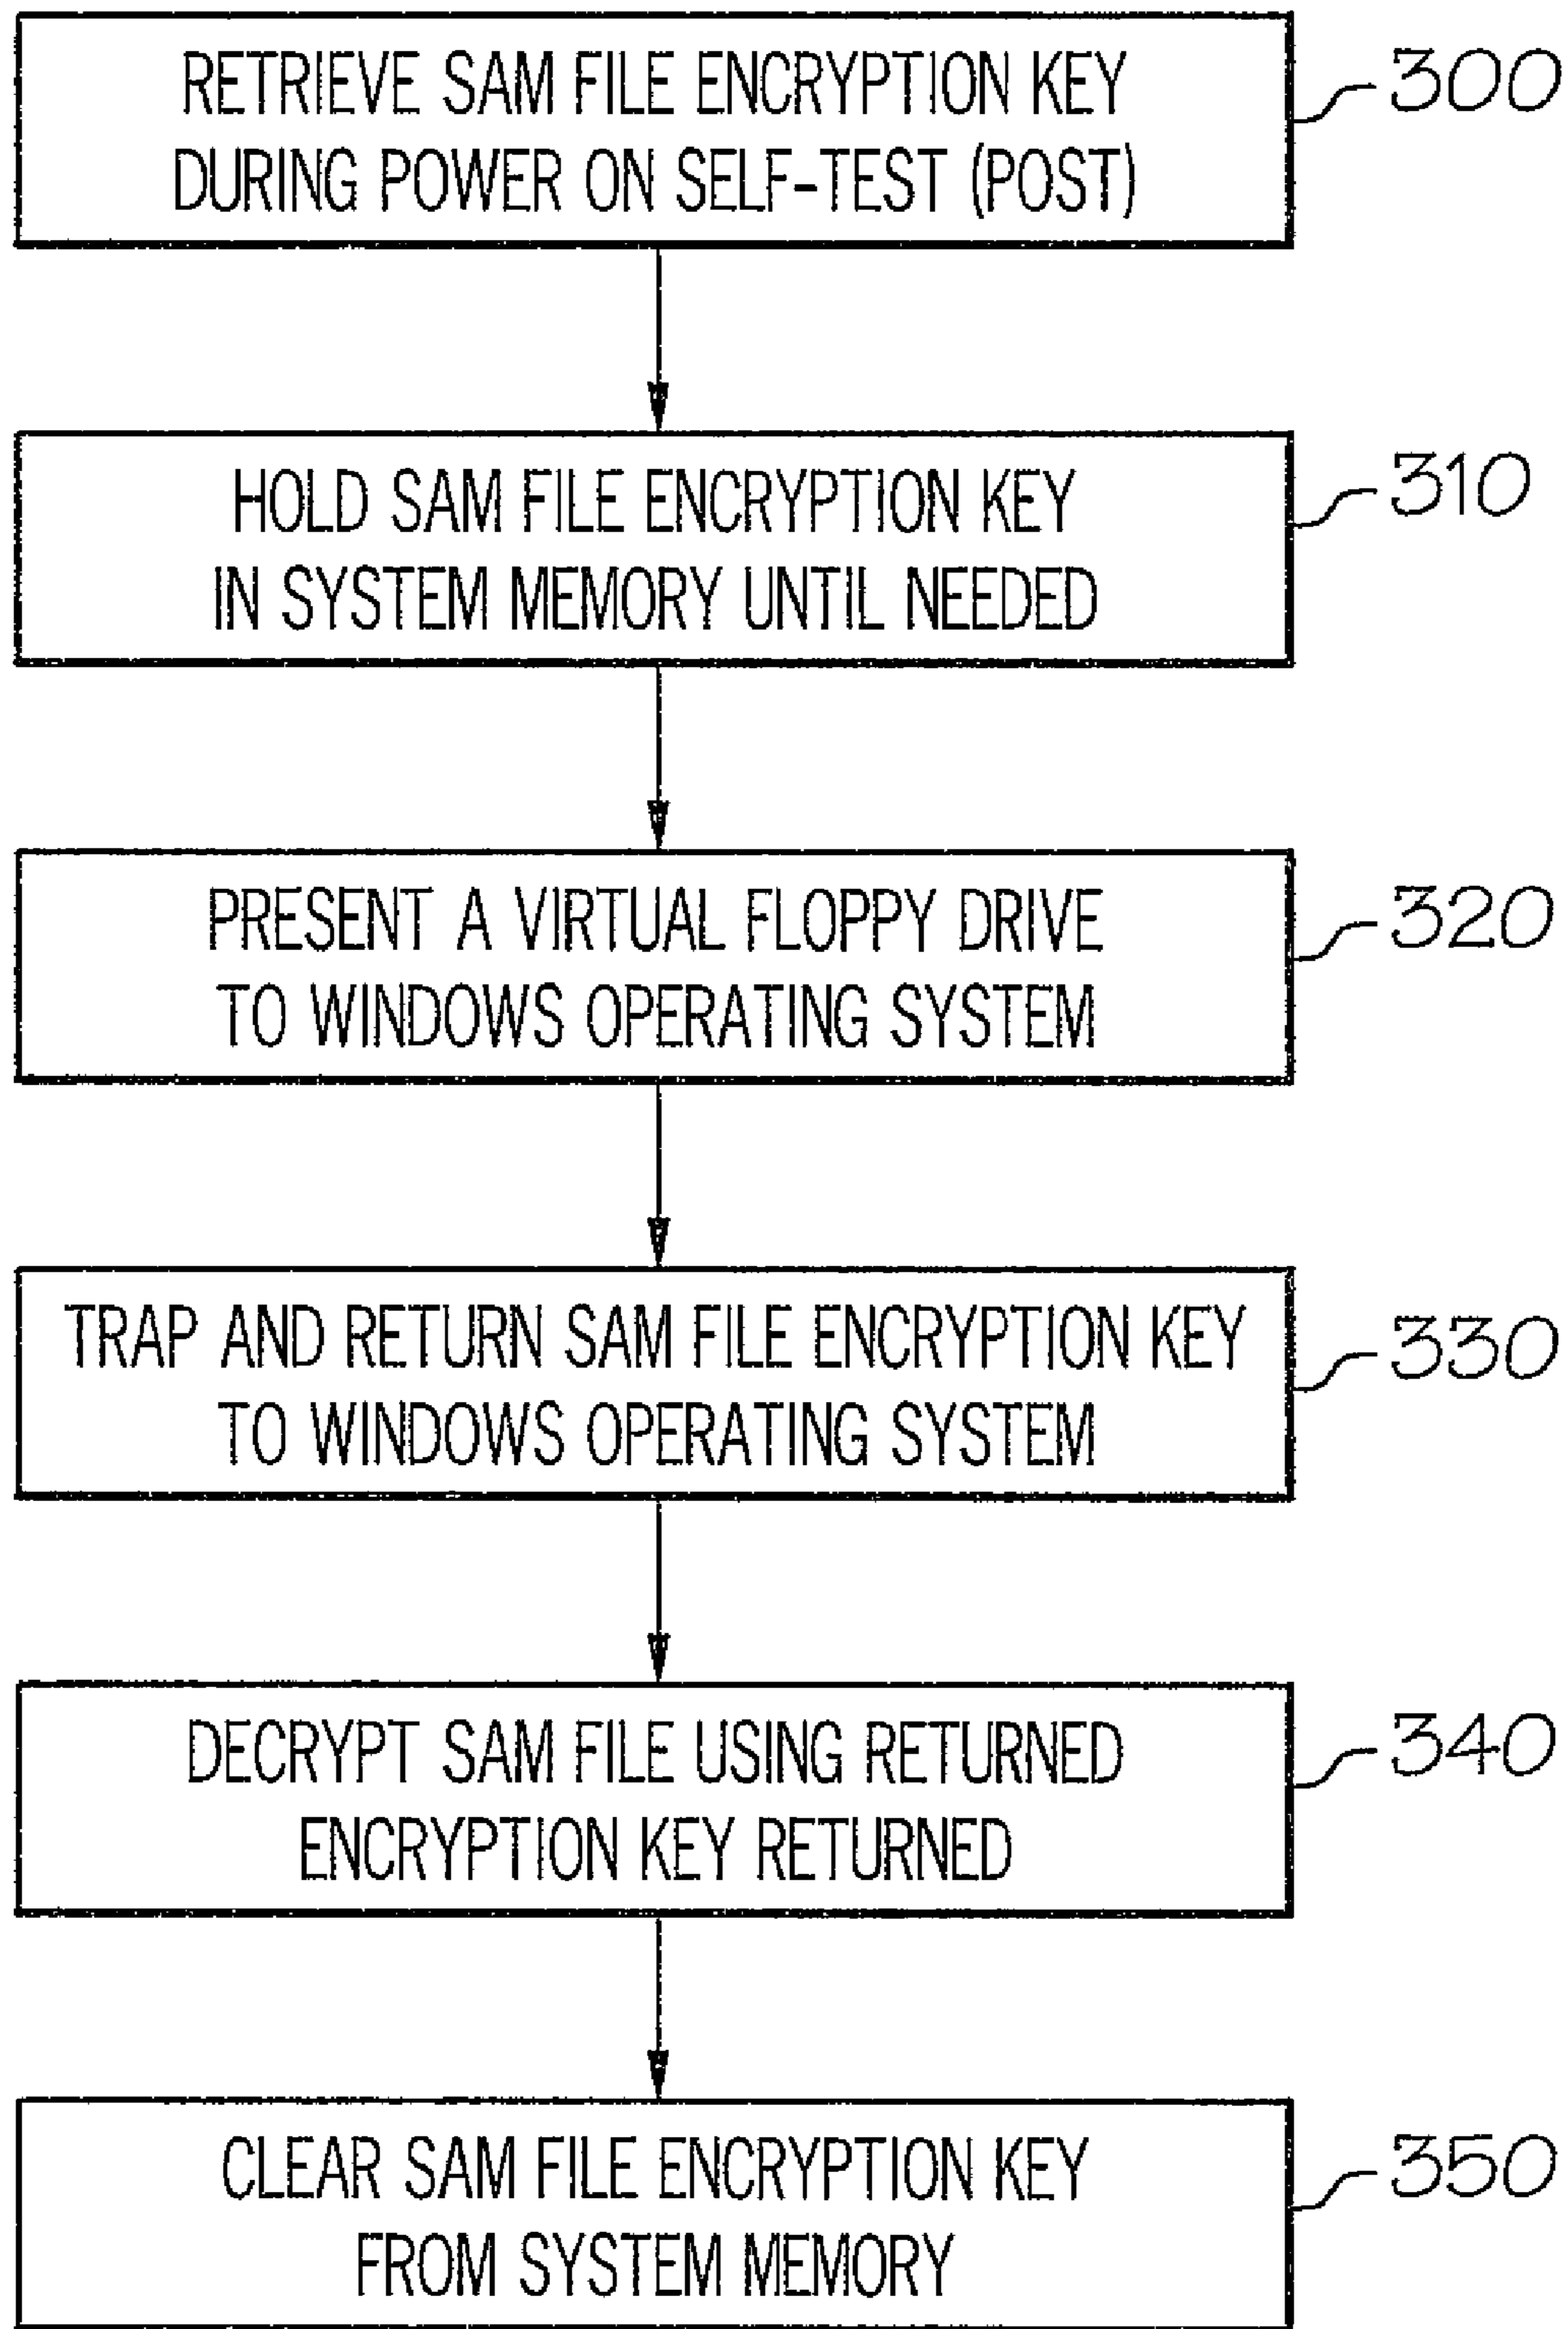 RETRIEVE SAM FILE ENCRYPTION KEY
DURING POWER ON SELF-TEST (POST)
300
HOLD SAM FILE ENCRYPTION KEY
IN SYSTEM MEMORY UNTIL NEEDED
310
PRESENT A VIRTUAL FLOPPY DRIVE
TO WINDOWS OPERATING SYSTEM
320
TRAP AND RETURN SAM FILE ENCRYPTION KEY
TO WINDOWS OPERATING SYSTEM
330
DECRYPT SAM FILE USING RETURNED
ENCRYPTION KEY RETURNED
340
CLEAR SAM FILE ENCRYPTION KEY
FROM SYSTEM MEMORY
350